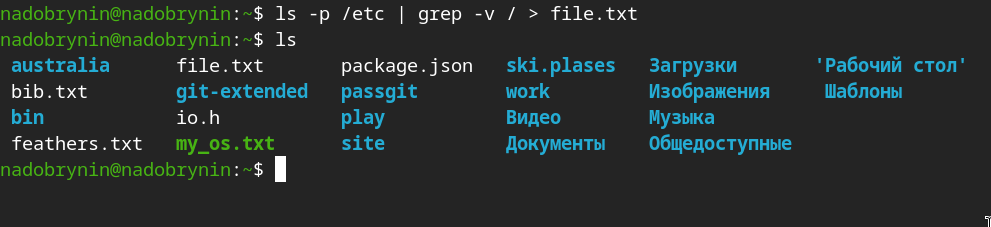 nadobrynin@nadobrynin:~$ ls -p /etc | grep -v / > file.txt
nadobrynin@nadobrynin:~$ ls
australia file.txt package.json ski.plases Загрузки 'Рабочий стол'
bib.txt git-extended passgit work Изображения Шаблоны
bin io.h play Видео Музыка
feathers.txt my_os.txt site Документы Общедоступные
nadobrynin@nadobrynin:~$